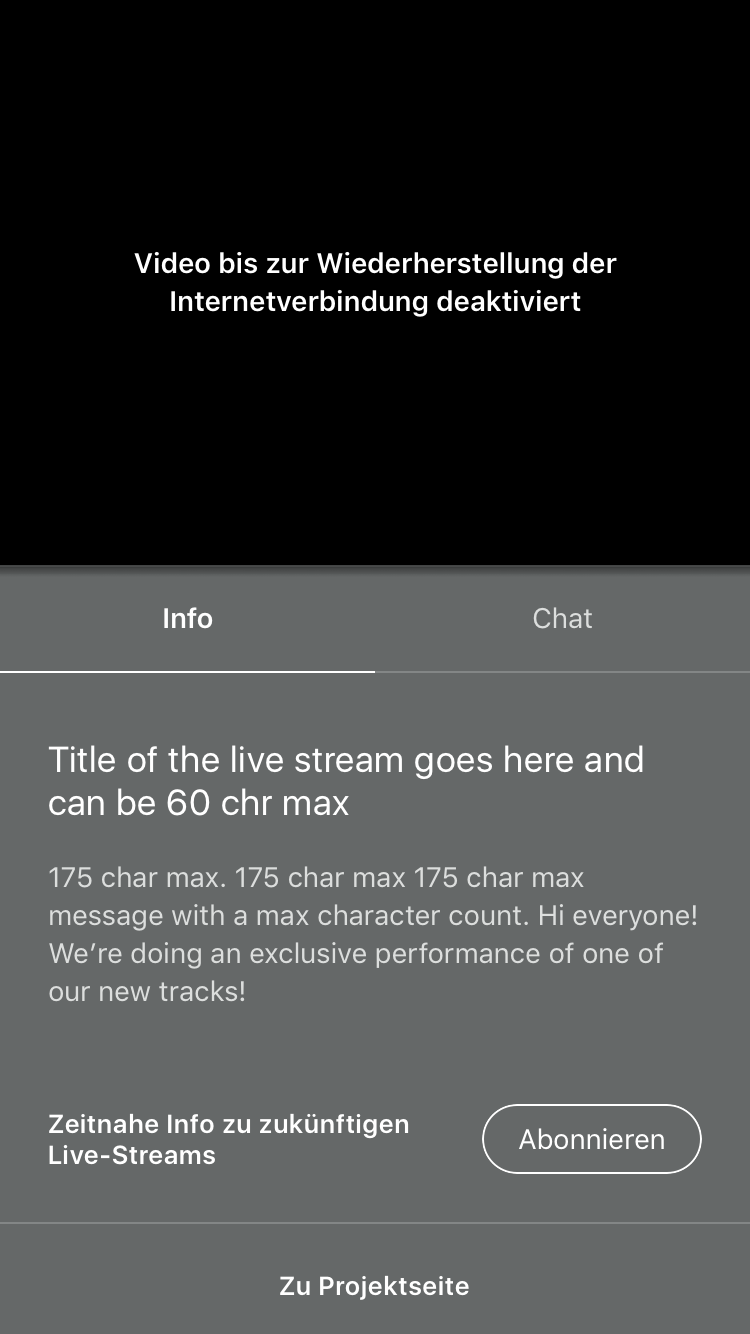 Video bis zur Wiederherstellung der
Internetverbindung deaktiviert
Info
Chat
Title of the live stream goes here and
can be 60 chr max
175 char max. 175 char max 175 char max
message with a max character count. Hi everyone!
We’re doing an exclusive performance of one of
our new tracks!
Zeitnahe Info zu zukünftigen
Live-Streams
Abonnieren
Zu Projektseite